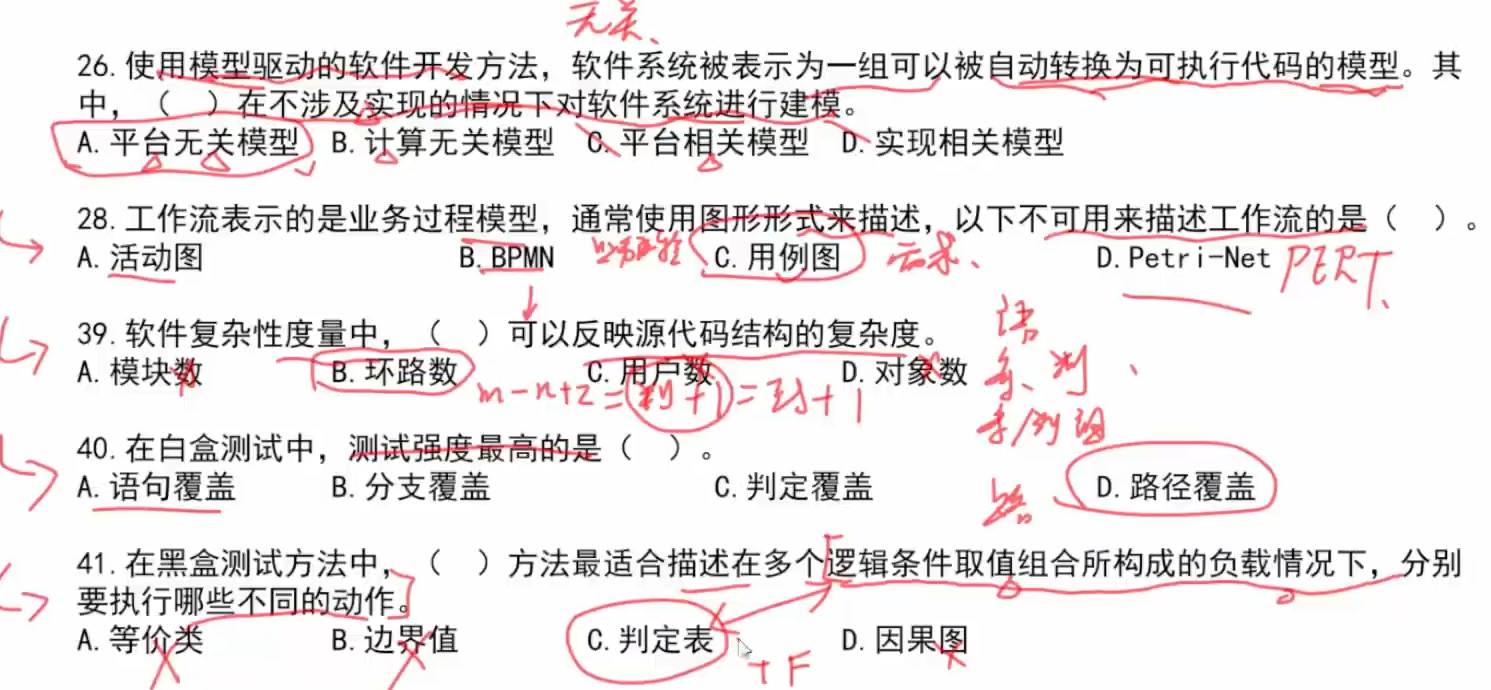 无关、
26. 使用模型驱动的软件开发方法，软件系统被表示为一组可以被自动转换为可执行代码的模型。其
中，（ ）在不涉及实现的情况下对软件系统进行建模。
A. 平台无关模型 B. 计算无关模型 C. 平台相关模型 D. 实现相关模型
28. 工作流表示的是业务过程模型，通常使用图形形式来描述，以下不可用来描述工作流的是（ ）。
A. 活动图 B. BPMN C. 用例图 需求、 D. Petri-Net PERT、
39. 软件复杂性度量中，（ ）可以反映源代码结构的复杂度。 语
A. 模块数 B. 环路数 C. 用户数 D. 对象数 条、判、
m-n+2=判+1=封+1 条/判组
40. 在白盒测试中，测试强度最高的是（ ）。
A. 语句覆盖 B. 分支覆盖 C. 判定覆盖 路、 D. 路径覆盖
41. 在黑盒测试方法中，（ ）方法最适合描述在多个逻辑条件取值组合所构成的负载情况下，分别
要执行哪些不同的动作。
A. 等价类 B. 边界值 C. 判定表 D. 因果图
T F